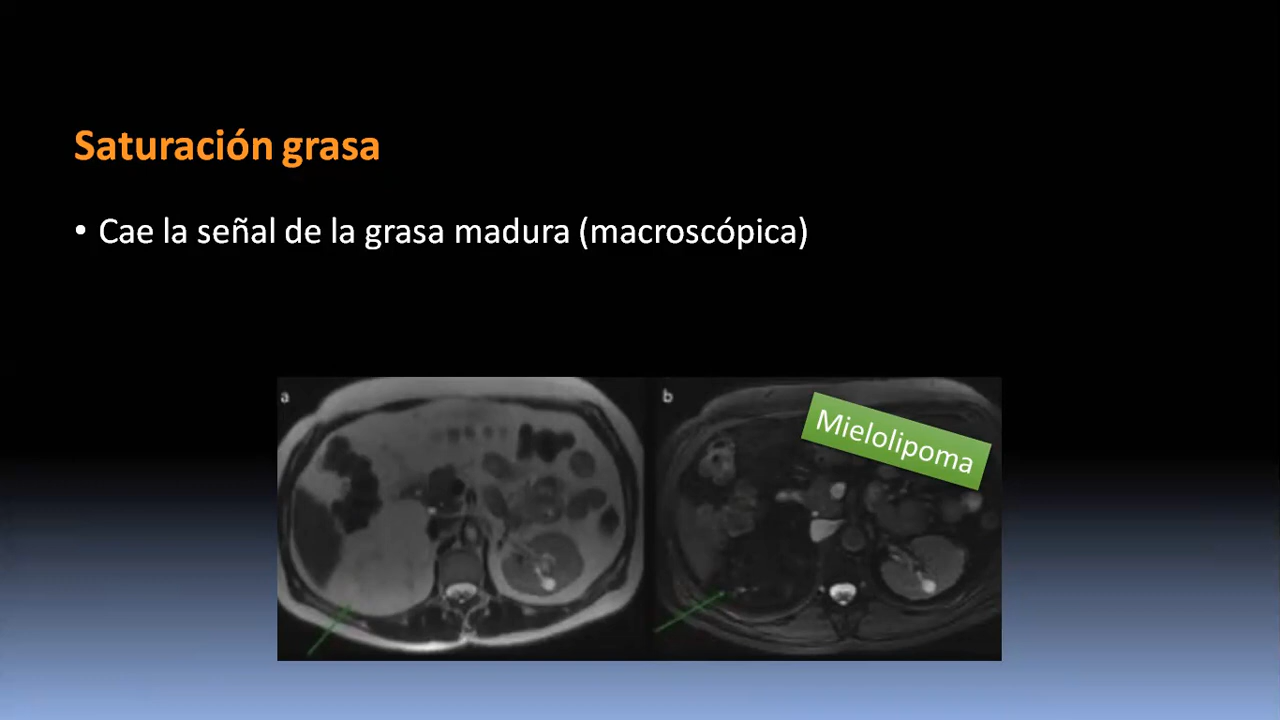 Saturación grasa
• Cae la señal de la grasa madura (macroscópica)
a
b
Mielolipoma